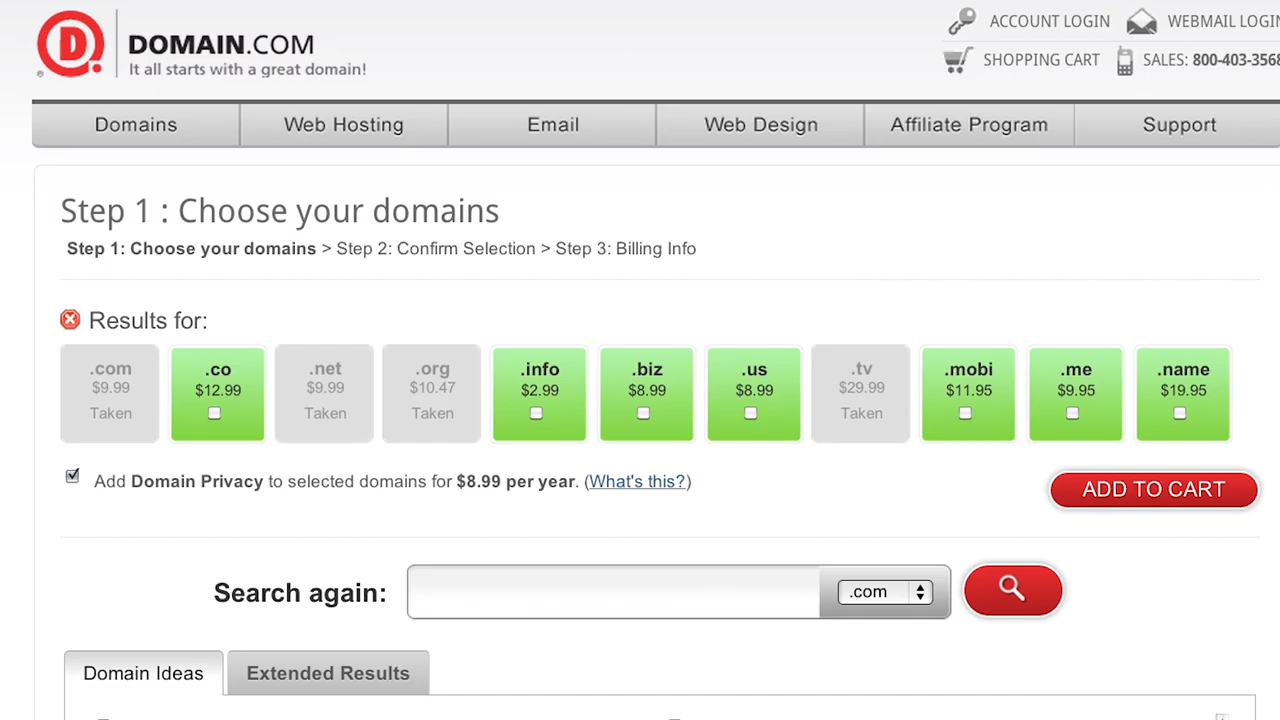 DOMAIN.COM
It all starts with a great domain!
ACCOUNT LOGIN
WEBMAIL LOGIN
SHOPPING CART
SALES: 800-403-3568
Domains
Web Hosting
Email
Web Design
Affiliate Program
Support
Step 1 : Choose your domains
Step 1: Choose your domains > Step 2: Confirm Selection > Step 3: Billing Info
Results for:
.com
$9.99
Taken
.co
$12.99
.net
$9.99
Taken
.org
$10.47
Taken
.info
$2.99
.biz
$8.99
.us
$8.99
.tv
$29.99
Taken
.mobi
$11.95
.me
$9.95
.name
$19.95
Add Domain Privacy to selected domains for $8.99 per year. (What's this?)
ADD TO CART
Search again:
.com
Domain Ideas
Extended Results